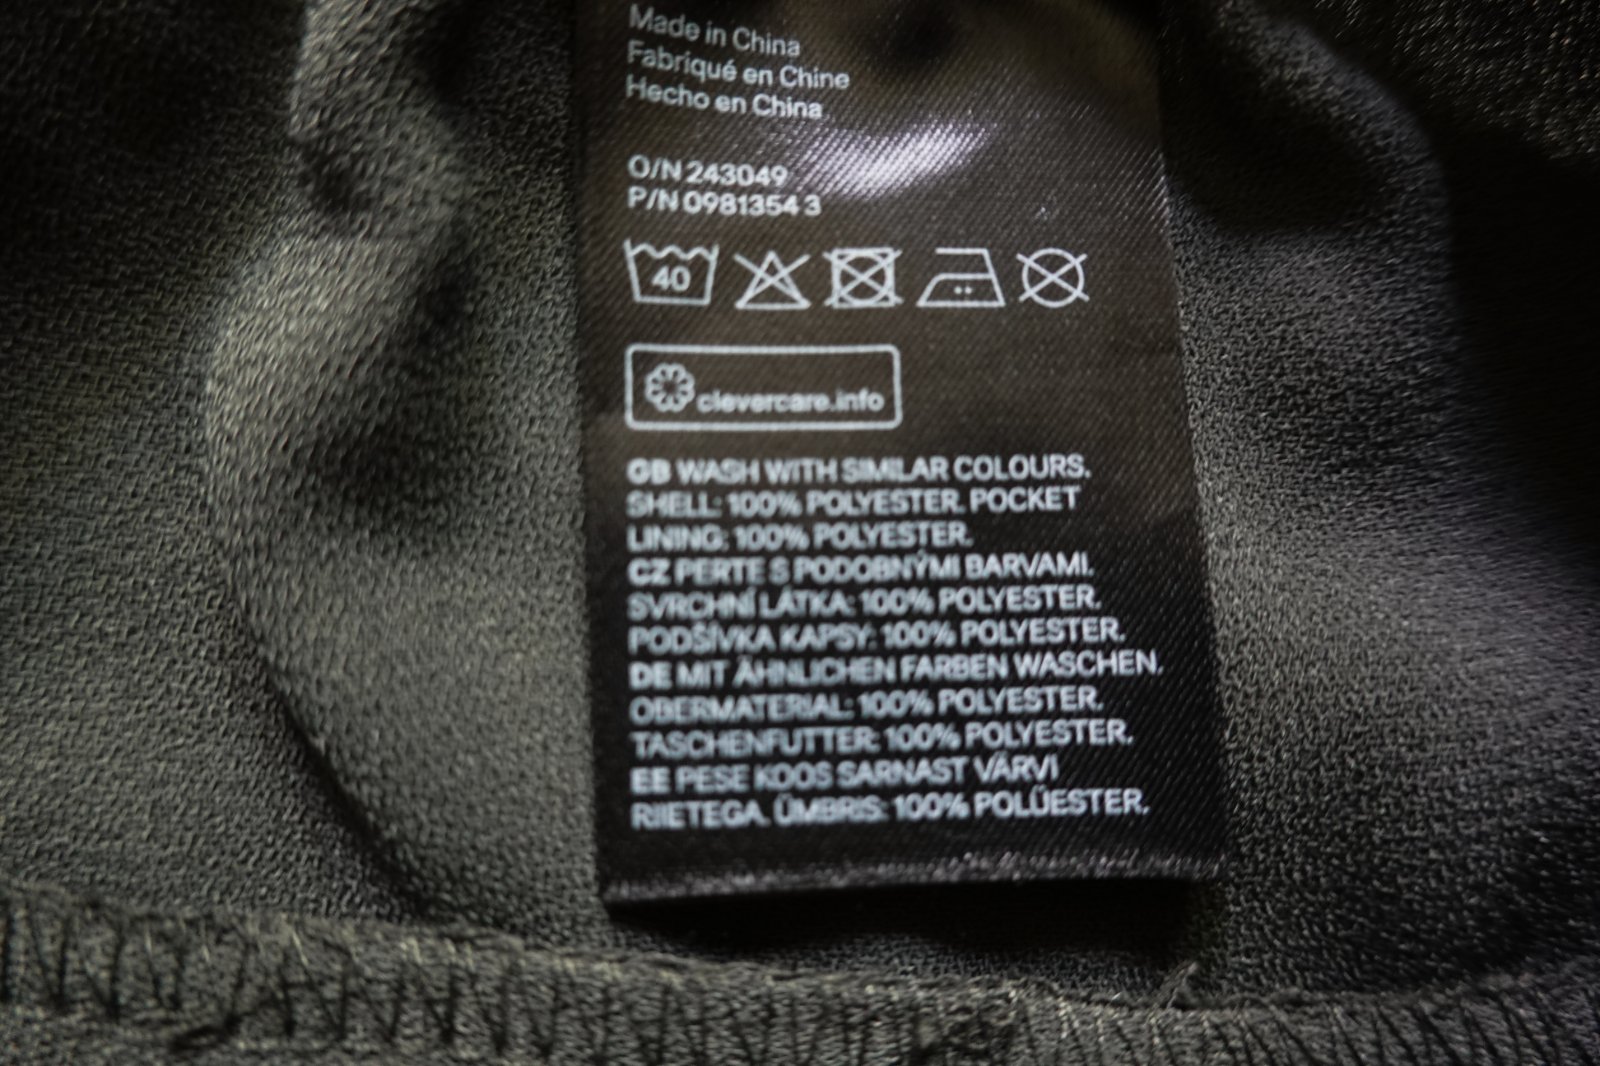 Made in China
Fabriqué en Chine
Hecho en China
O/N 243049
P/N 0981354 3
40
clevercare.info
GB WASH WITH SIMILAR COLOURS.
SHELL: 100% POLYESTER. POCKET
LINING: 100% POLYESTER.
CZ PERTE S PODOBNÝMI BARVAMI.
SVRCHNÍ LÁTKA: 100% POLYESTER.
PODŠÍVKA KAPSY: 100% POLYESTER.
DE MIT ÄHNLICHEN FARBEN WASCHEN.
OBERMATERIAL: 100% POLYESTER.
TASCHENFUTTER: 100% POLYESTER.
EE PESE KOOS SARNAST VÄRVI
RIIETEGA. ÜMBRIS: 100% POLÜESTER.